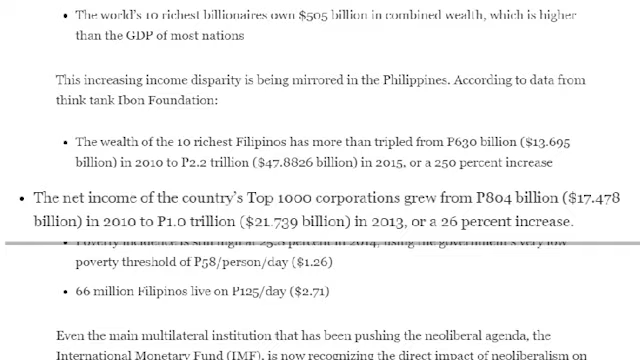 • The world's 10 richest billionaires own $505 billion in combined wealth, which is higher
than the GDP of most nations
This increasing income disparity is being mirrored in the Philippines. According to data from
think tank Ibon Foundation:
• The wealth of the 10 richest Filipinos has more than tripled from P630 billion ($13.695
billion) in 2010 to P2.2 trillion ($47.8826 billion) in 2015, or a 250 percent increase
• The net income of the country's Top 1000 corporations grew from P804 billion ($17.478
billion) in 2010 to P1.0 trillion ($21.739 billion) in 2013, or a 26 percent increase.
• Poverty incidence is still high at percent in 2014, using the government's very low
poverty threshold of P58/person/day ($1.26)
• 66 million Filipinos live on P125/day ($2.71)
Even the main multilateral institution that has been pushing the neoliberal agenda, the
International Monetary Fund (IMF), is now recognizing the direct impact of neoliberalism on